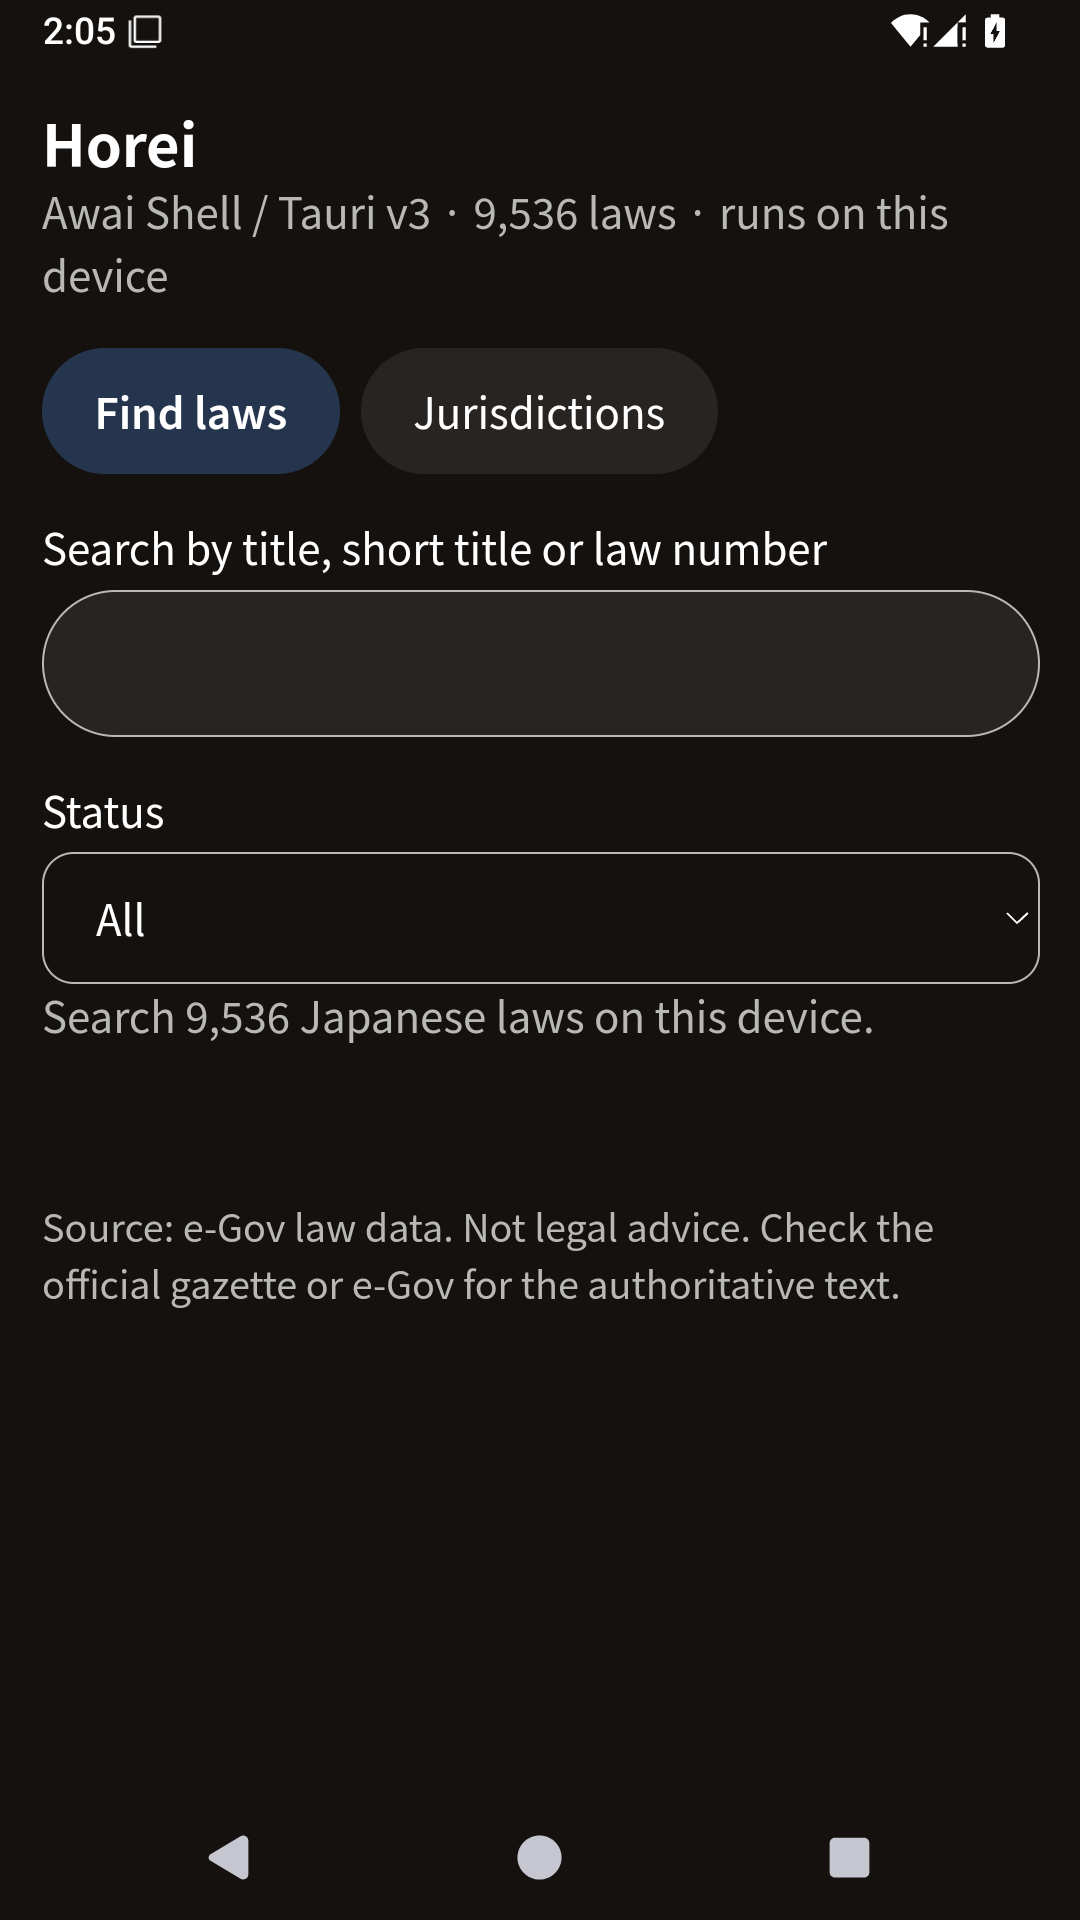 2:05
Horei
Awai Shell / Tauri v3 · 9,536 laws · runs on this
device
Find laws
Jurisdictions
Search by title, short title or law number
Status
All
Search 9,536 Japanese laws on this device.
Source: e-Gov law data. Not legal advice. Check the
official gazette or e-Gov for the authoritative text.